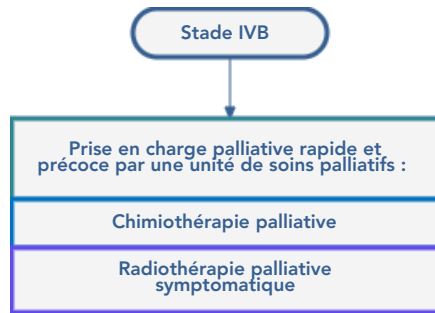 Stade IVB
Prise en charge palliative rapide et
précoce par une unité de soins palliatifs :
Chimiothérapie palliative
Radiothérapie palliative
symptomatique